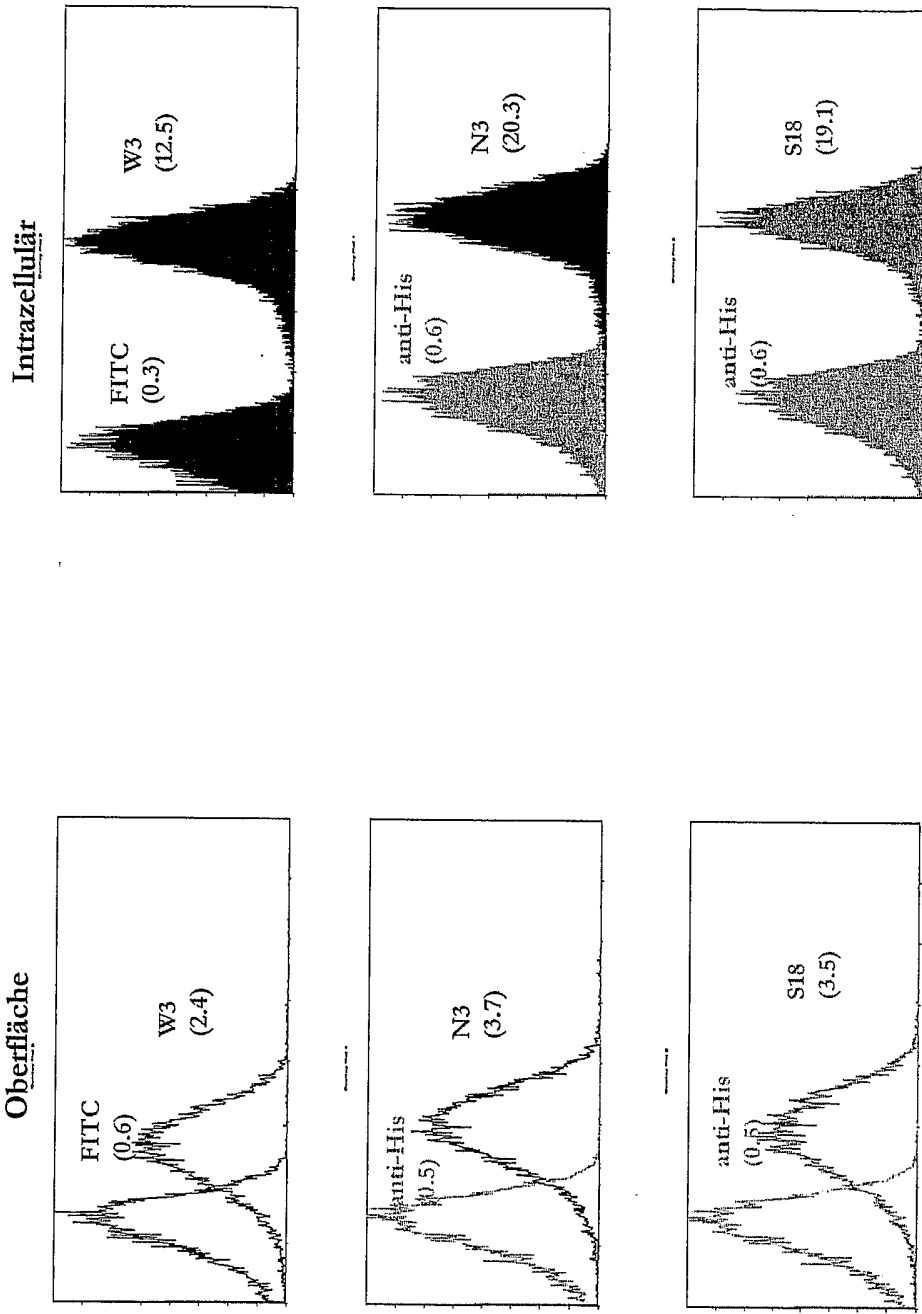 Oberfläche
FITC
(0.6)
W3
(2.4)
anti-His
(0.5)
N3
(3.7)
anti-His
(0.5)
S18
(3.5)
Intrazellulär
FITC
(0.3)
W3
(12.5)
anti-His
(0.6)
N3
(20.3)
anti-His
(0.6)
S18
(19.1)